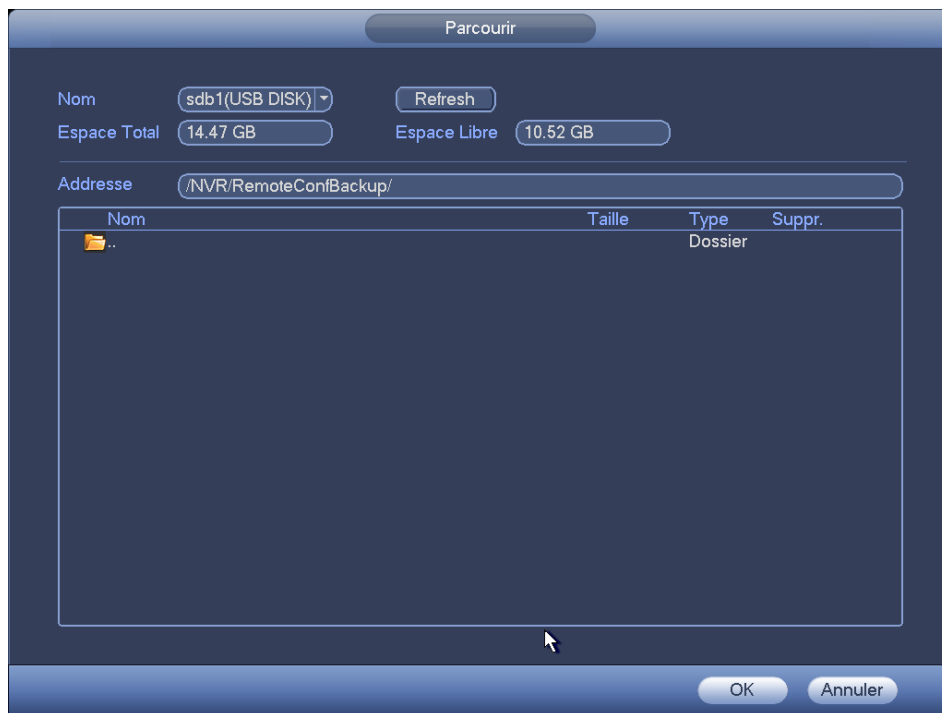 Parcourir
Nom sdb1(USB DISK) Refresh
Espace Total 14.47 GB Espace Libre 10.52 GB
Addresse /NVR/RemoteConfBackup/
Nom Taille Type Suppr.
.. Dossier
OK Annuler